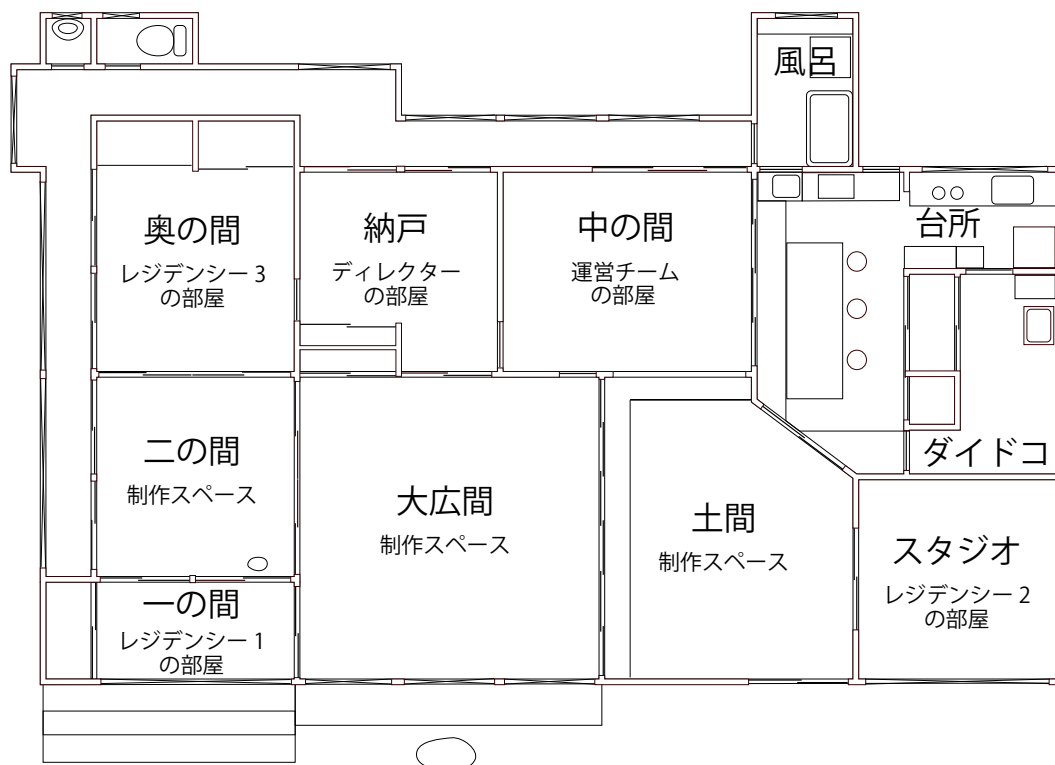 風呂
奥の間
レジデンシー 3
の部屋
納戸
ディレクター
の部屋
中の間
運営チーム
の部屋
台所
二の間
制作スペース
大広間
制作スペース
土間
制作スペース
ダイドコ
スタジオ
レジデンシー 2
の部屋
一の間
レジデンシー 1
の部屋